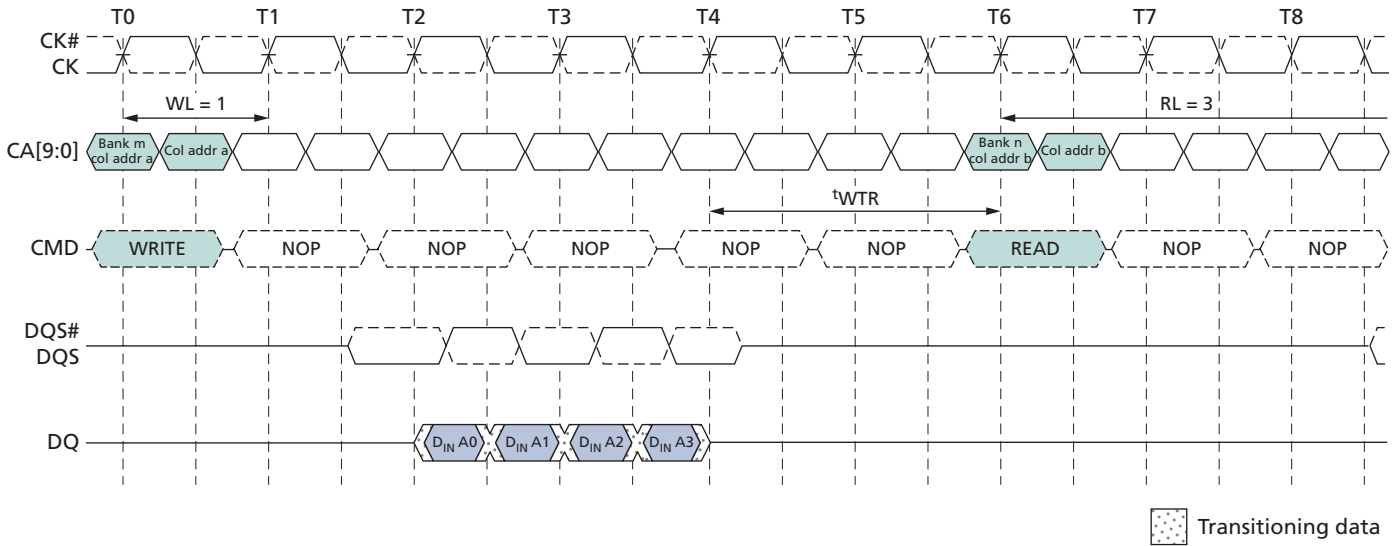 T0 T1 T2 T3 T4 T5 T6 T7 T8
CK#
CK
WL = 1
RL = 3
CA[9:0]
Bank m
col addr a
Col addr a
Bank n
col addr b
Col addr b
tWTR
CMD
WRITE NOP NOP NOP NOP NOP READ NOP NOP
DQS#
DQS
DQ
DIN A0 DIN A1 DIN A2 DIN A3
Transitioning data